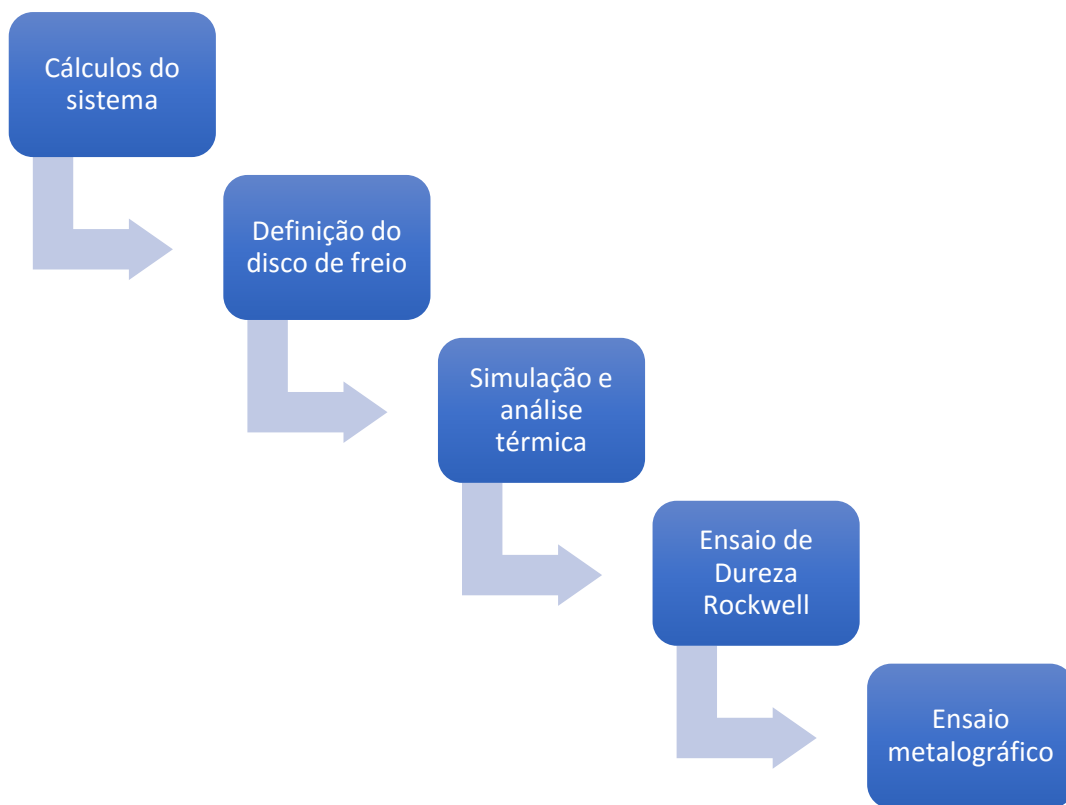 Cálculos do
sistema
Definição do
disco de freio
Simulação e
análise
térmica
Ensaio de
Dureza
Rockwell
Ensaio
metalográfico